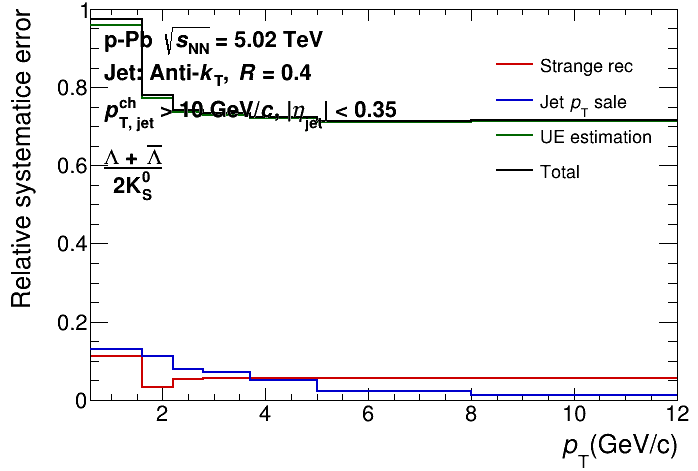 Relative systematice error
1
0.8
0.6
0.4
0.2
0
p-Pb √s_NN = 5.02 TeV
Jet: Anti-k_T, R = 0.4
p_T, jet^ch > 10 GeV/c, |η_jet| < 0.35
Λ + Λ̅
2K_S^0
Strange rec
Jet p_T sale
UE estimation
Total
2 4 6 8 10 12
p_T(GeV/c)